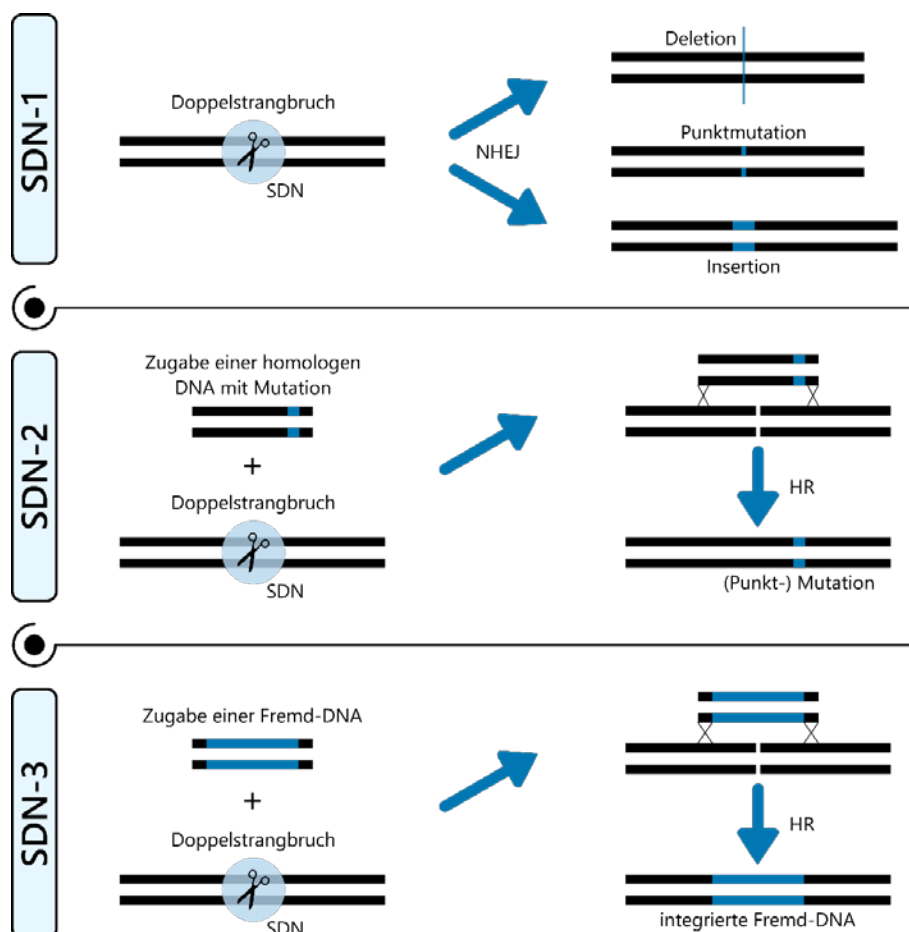 SDN-1
Doppelstrangbruch
SDN
NHEJ
Deletion
Punktmutation
Insertion
SDN-2
Zugabe einer homologen
DNA mit Mutation
+
Doppelstrangbruch
SDN
HR
(Punkt-) Mutation
SDN-3
Zugabe einer Fremd-DNA
+
Doppelstrangbruch
SDN
HR
integrierte Fremd-DNA